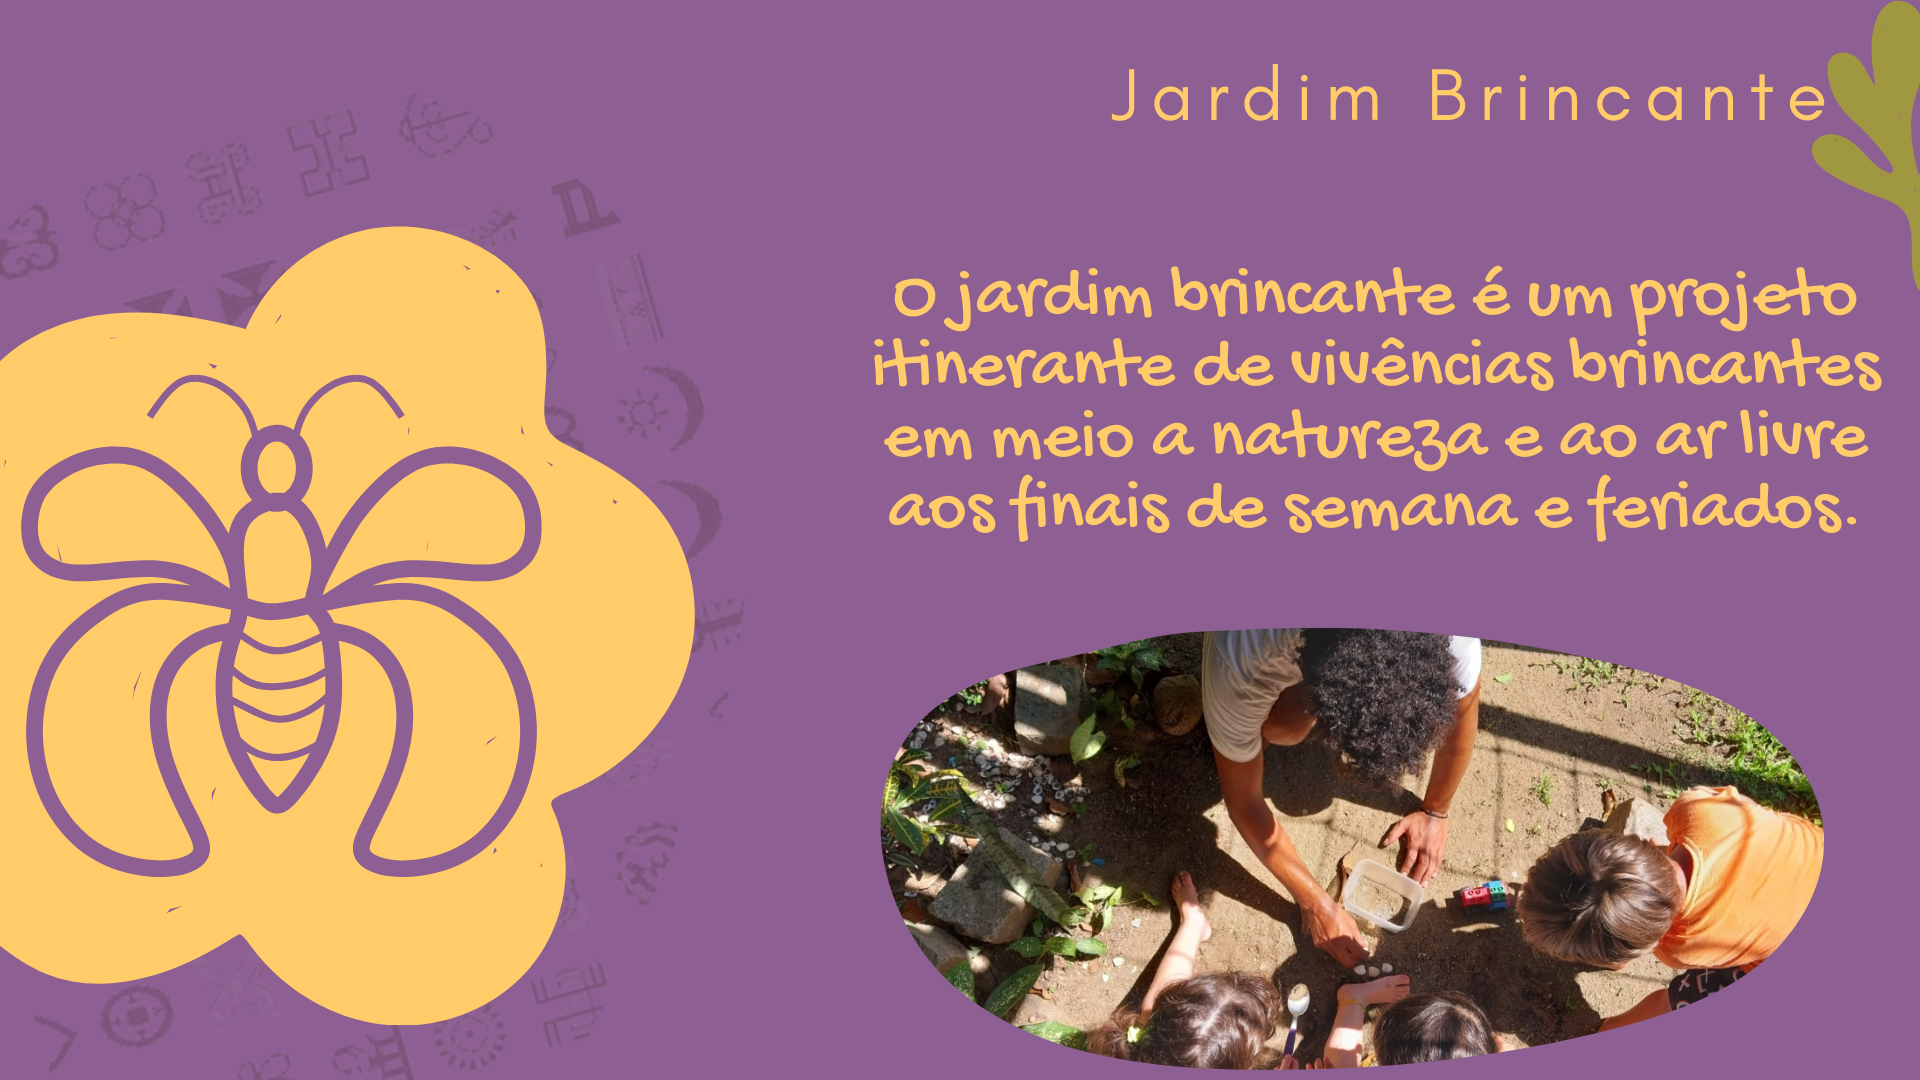 Jardim Brincante
O jardim brincante é um projeto
itinerante de vivências brincantes
em meio a natureza e ao ar livre
aos finais de semana e feriados.